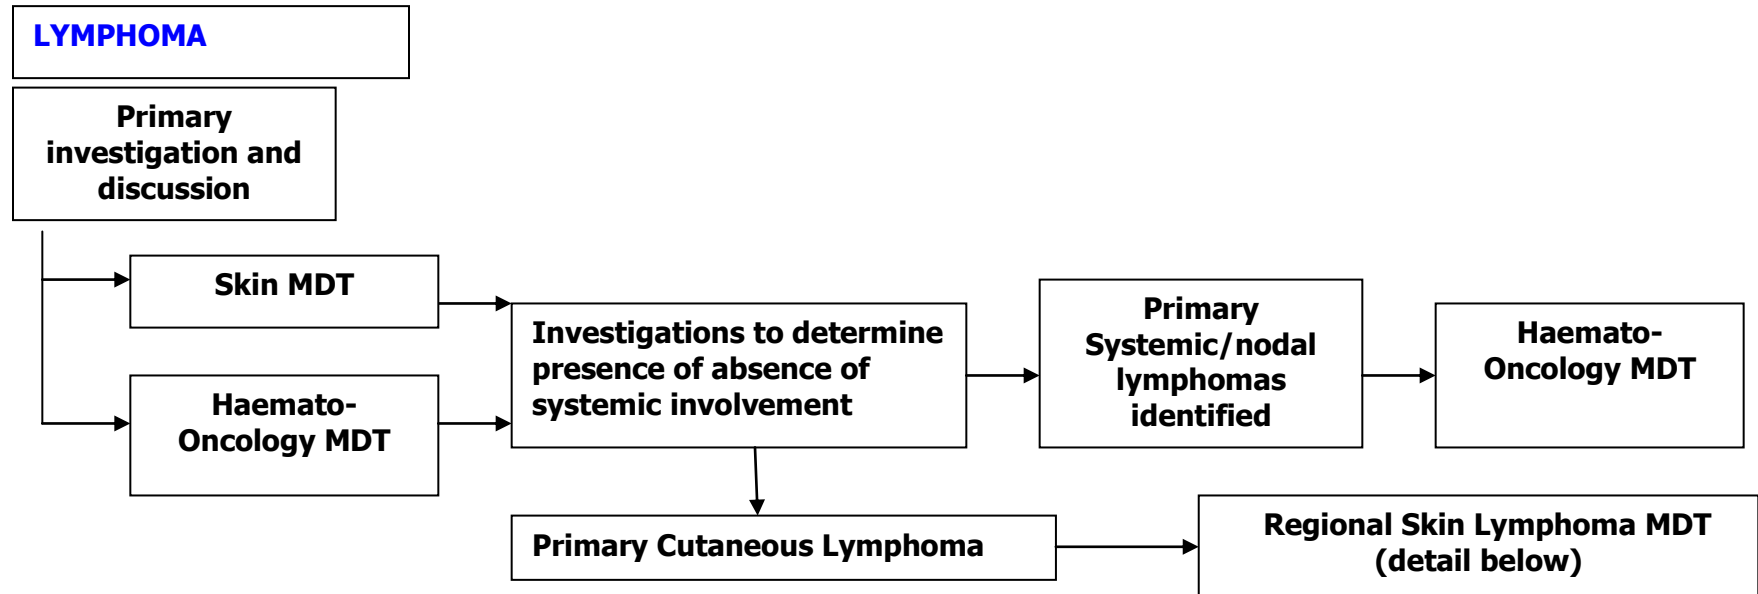 LYMPHOMA
Primary
investigation and
discussion
Skin MDT
Haemato-
Oncology MDT
Investigations to determine
presence of absence of
systemic involvement
Primary
Systemic/nodal
lymphomas
identified
Haemato-
Oncology MDT
Primary Cutaneous Lymphoma
Regional Skin Lymphoma MDT
(detail below)